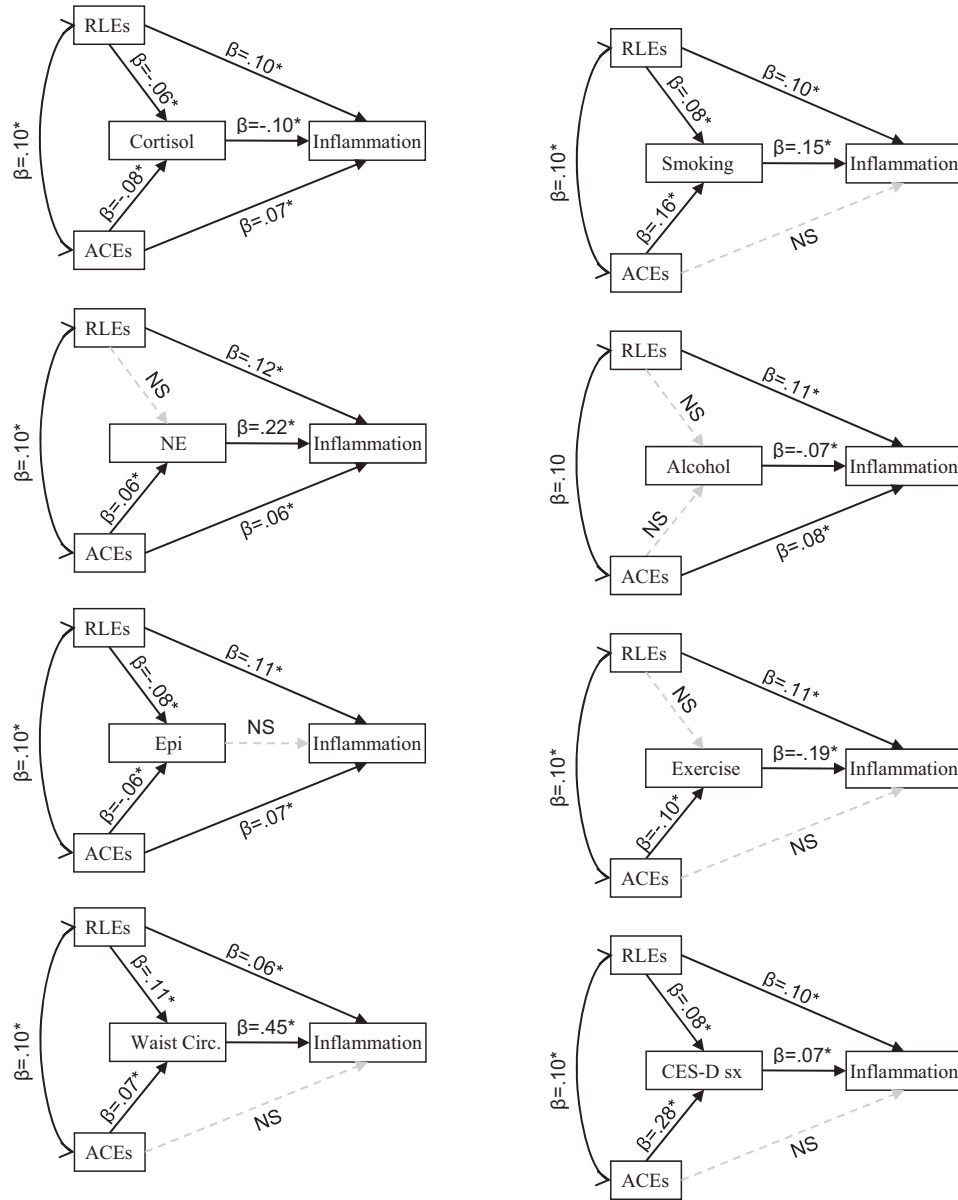 RLEs
β=.10*
β=-.06*
β=.10*
Cortisol
β=-.10*
Inflammation
β=-.08*
β=.07*
ACEs
RLEs
β=.12*
NS
β=.10*
NE
β=.22*
Inflammation
β=.06*
β=.06*
ACEs
RLEs
β=.11*
β=-.08*
β=.10*
Epi
NS
Inflammation
β=-.06*
β=.07*
ACEs
RLEs
β=.06*
β=.11*
β=.10*
Waist Circ.
β=.45*
Inflammation
β=.07*
NS
ACEs
RLEs
β=.10*
β=.08*
β=.10*
Smoking
β=.15*
Inflammation
β=.16*
NS
ACEs
RLEs
β=.11*
NS
β=.10
Alcohol
β=-.07*
Inflammation
NS
β=.08*
ACEs
RLEs
β=.11*
NS
β=.10*
Exercise
β=-.19*
Inflammation
β=-.10*
NS
ACEs
RLEs
β=.10*
β=.08*
β=.10*
CES-D sx
β=.07*
Inflammation
β=.28*
NS
ACEs